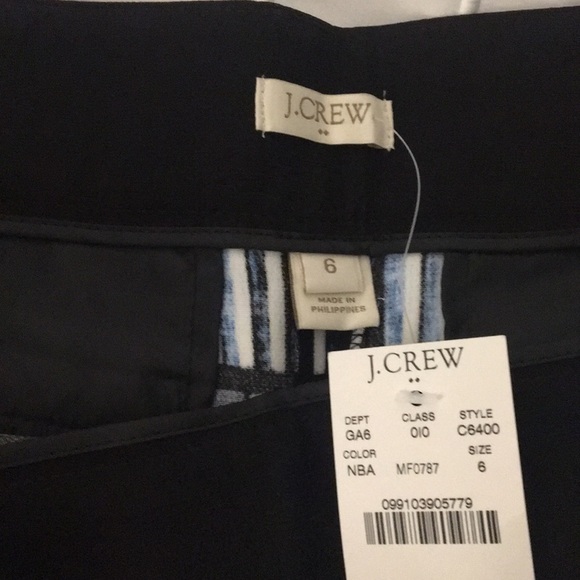 J.CREW
6
MADE IN
PHILIPPINES
J.CREW
DEPT CLASS STYLE
GA6 010 C6400
COLOR SIZE
NBA MF0787 6
099103905779